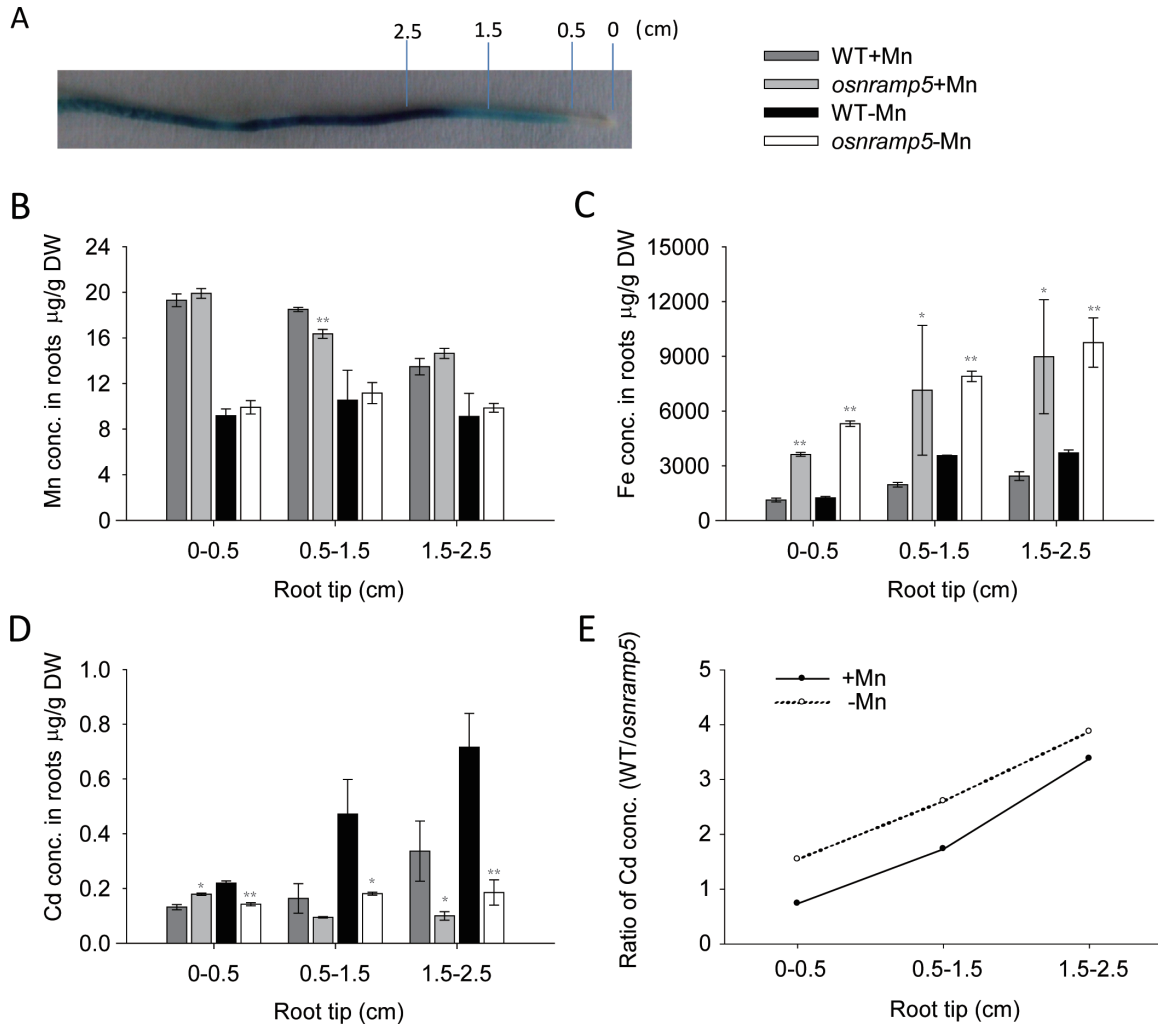 A
2.5 1.5 0.5 0 (cm)
WT+Mn
osnramp5+Mn
WT-Mn
osnramp5-Mn
B
Mn conc. in roots µg/g DW
24
20
16
12
8
4
0
**
0-0.5 0.5-1.5 1.5-2.5
Root tip (cm)
C
Fe conc. in roots µg/g DW
15000
12000
9000
6000
3000
0
** ** * ** * **
0-0.5 0.5-1.5 1.5-2.5
Root tip (cm)
D
Cd conc. in roots µg/g DW
1.0
0.8
0.6
0.4
0.2
0.0
* ** * * **
0-0.5 0.5-1.5 1.5-2.5
Root tip (cm)
E
Ratio of Cd conc. (WT/osnramp5)
5
4
3
2
1
0
+Mn
-Mn
0-0.5 0.5-1.5 1.5-2.5
Root tip (cm)